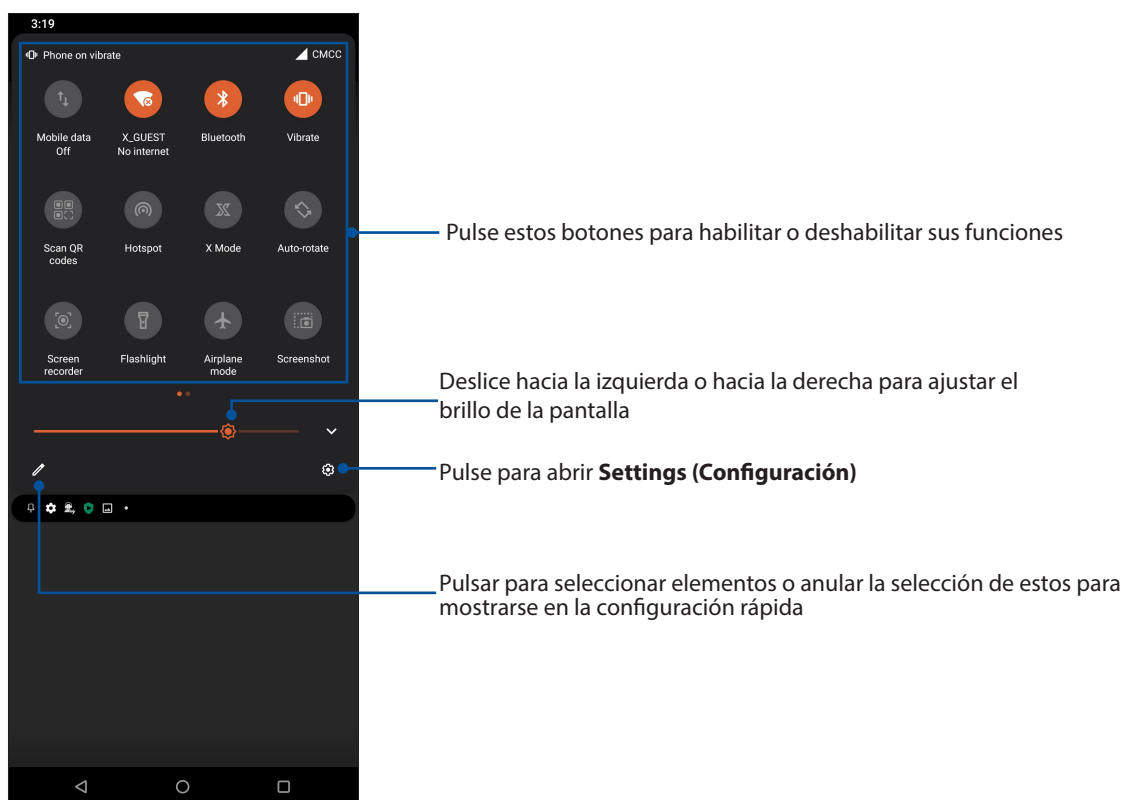 3:19
Phone on vibrate CMCC
Mobile data X_GUEST Bluetooth Vibrate
Off No internet
Scan QR Hotspot X Mode Auto-rotate
codes
Pulse estos botones para habilitar o deshabilitar sus funciones
Screen Flashlight Airplane Screenshot
recorder mode
Deslice hacia la izquierda o hacia la derecha para ajustar el
brillo de la pantalla
Pulse para abrir Settings (Configuración)
Pulsar para seleccionar elementos o anular la selección de estos para
mostrarse en la configuración rápida